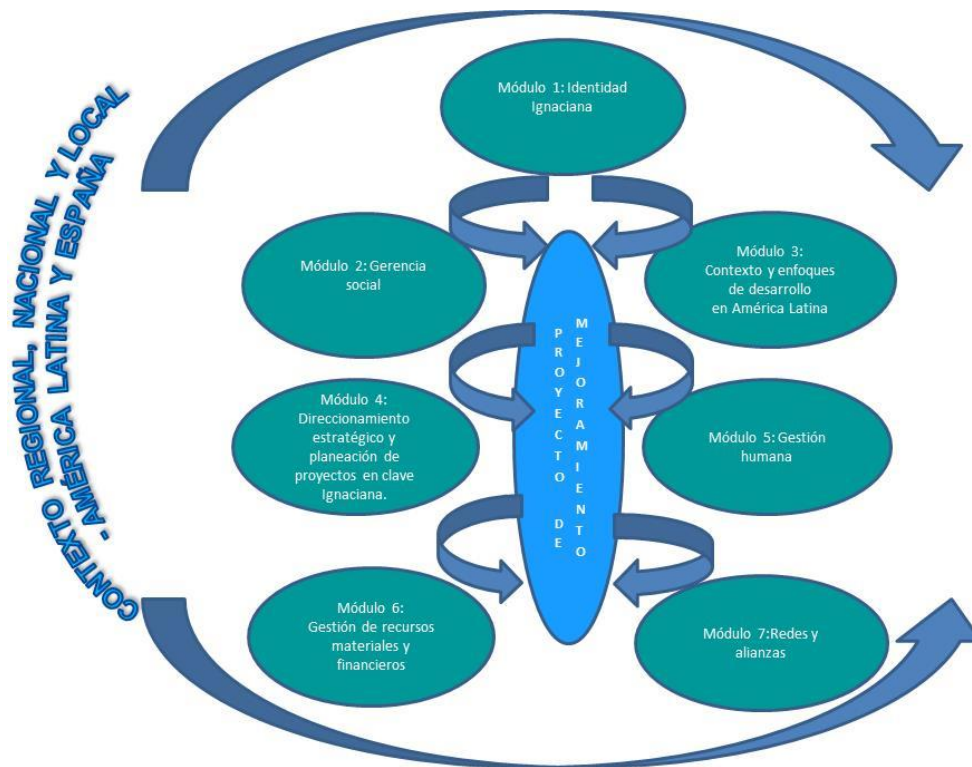 CONTEXTO REGIONAL, NACIONAL Y LOCAL
- AMÉRICA LATINA Y ESPAÑA
Módulo 1: Identidad
Ignaciana
Módulo 2: Gerencia
social
Módulo 3:
Contexto y enfoques
de desarrollo
en América Latina
PROYECTO DE
MEJORAMIENTO
Módulo 4:
Direccionamiento
estratégico y
planeación de
proyectos en clave
Ignaciana.
Módulo 5: Gestión
humana
Módulo 6:
Gestión de recursos
materiales y
financieros
Módulo 7:Redes y
alianzas